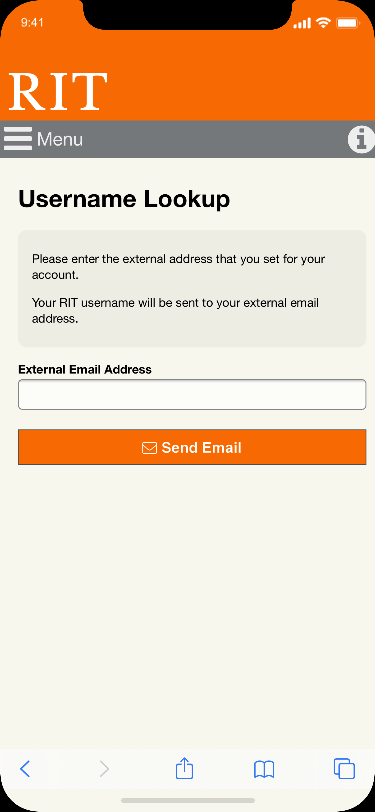 9:41
RIT
Menu
Username Lookup
Please enter the external address that you set for your
account.
Your RIT username will be sent to your external email
address.
External Email Address
Send Email